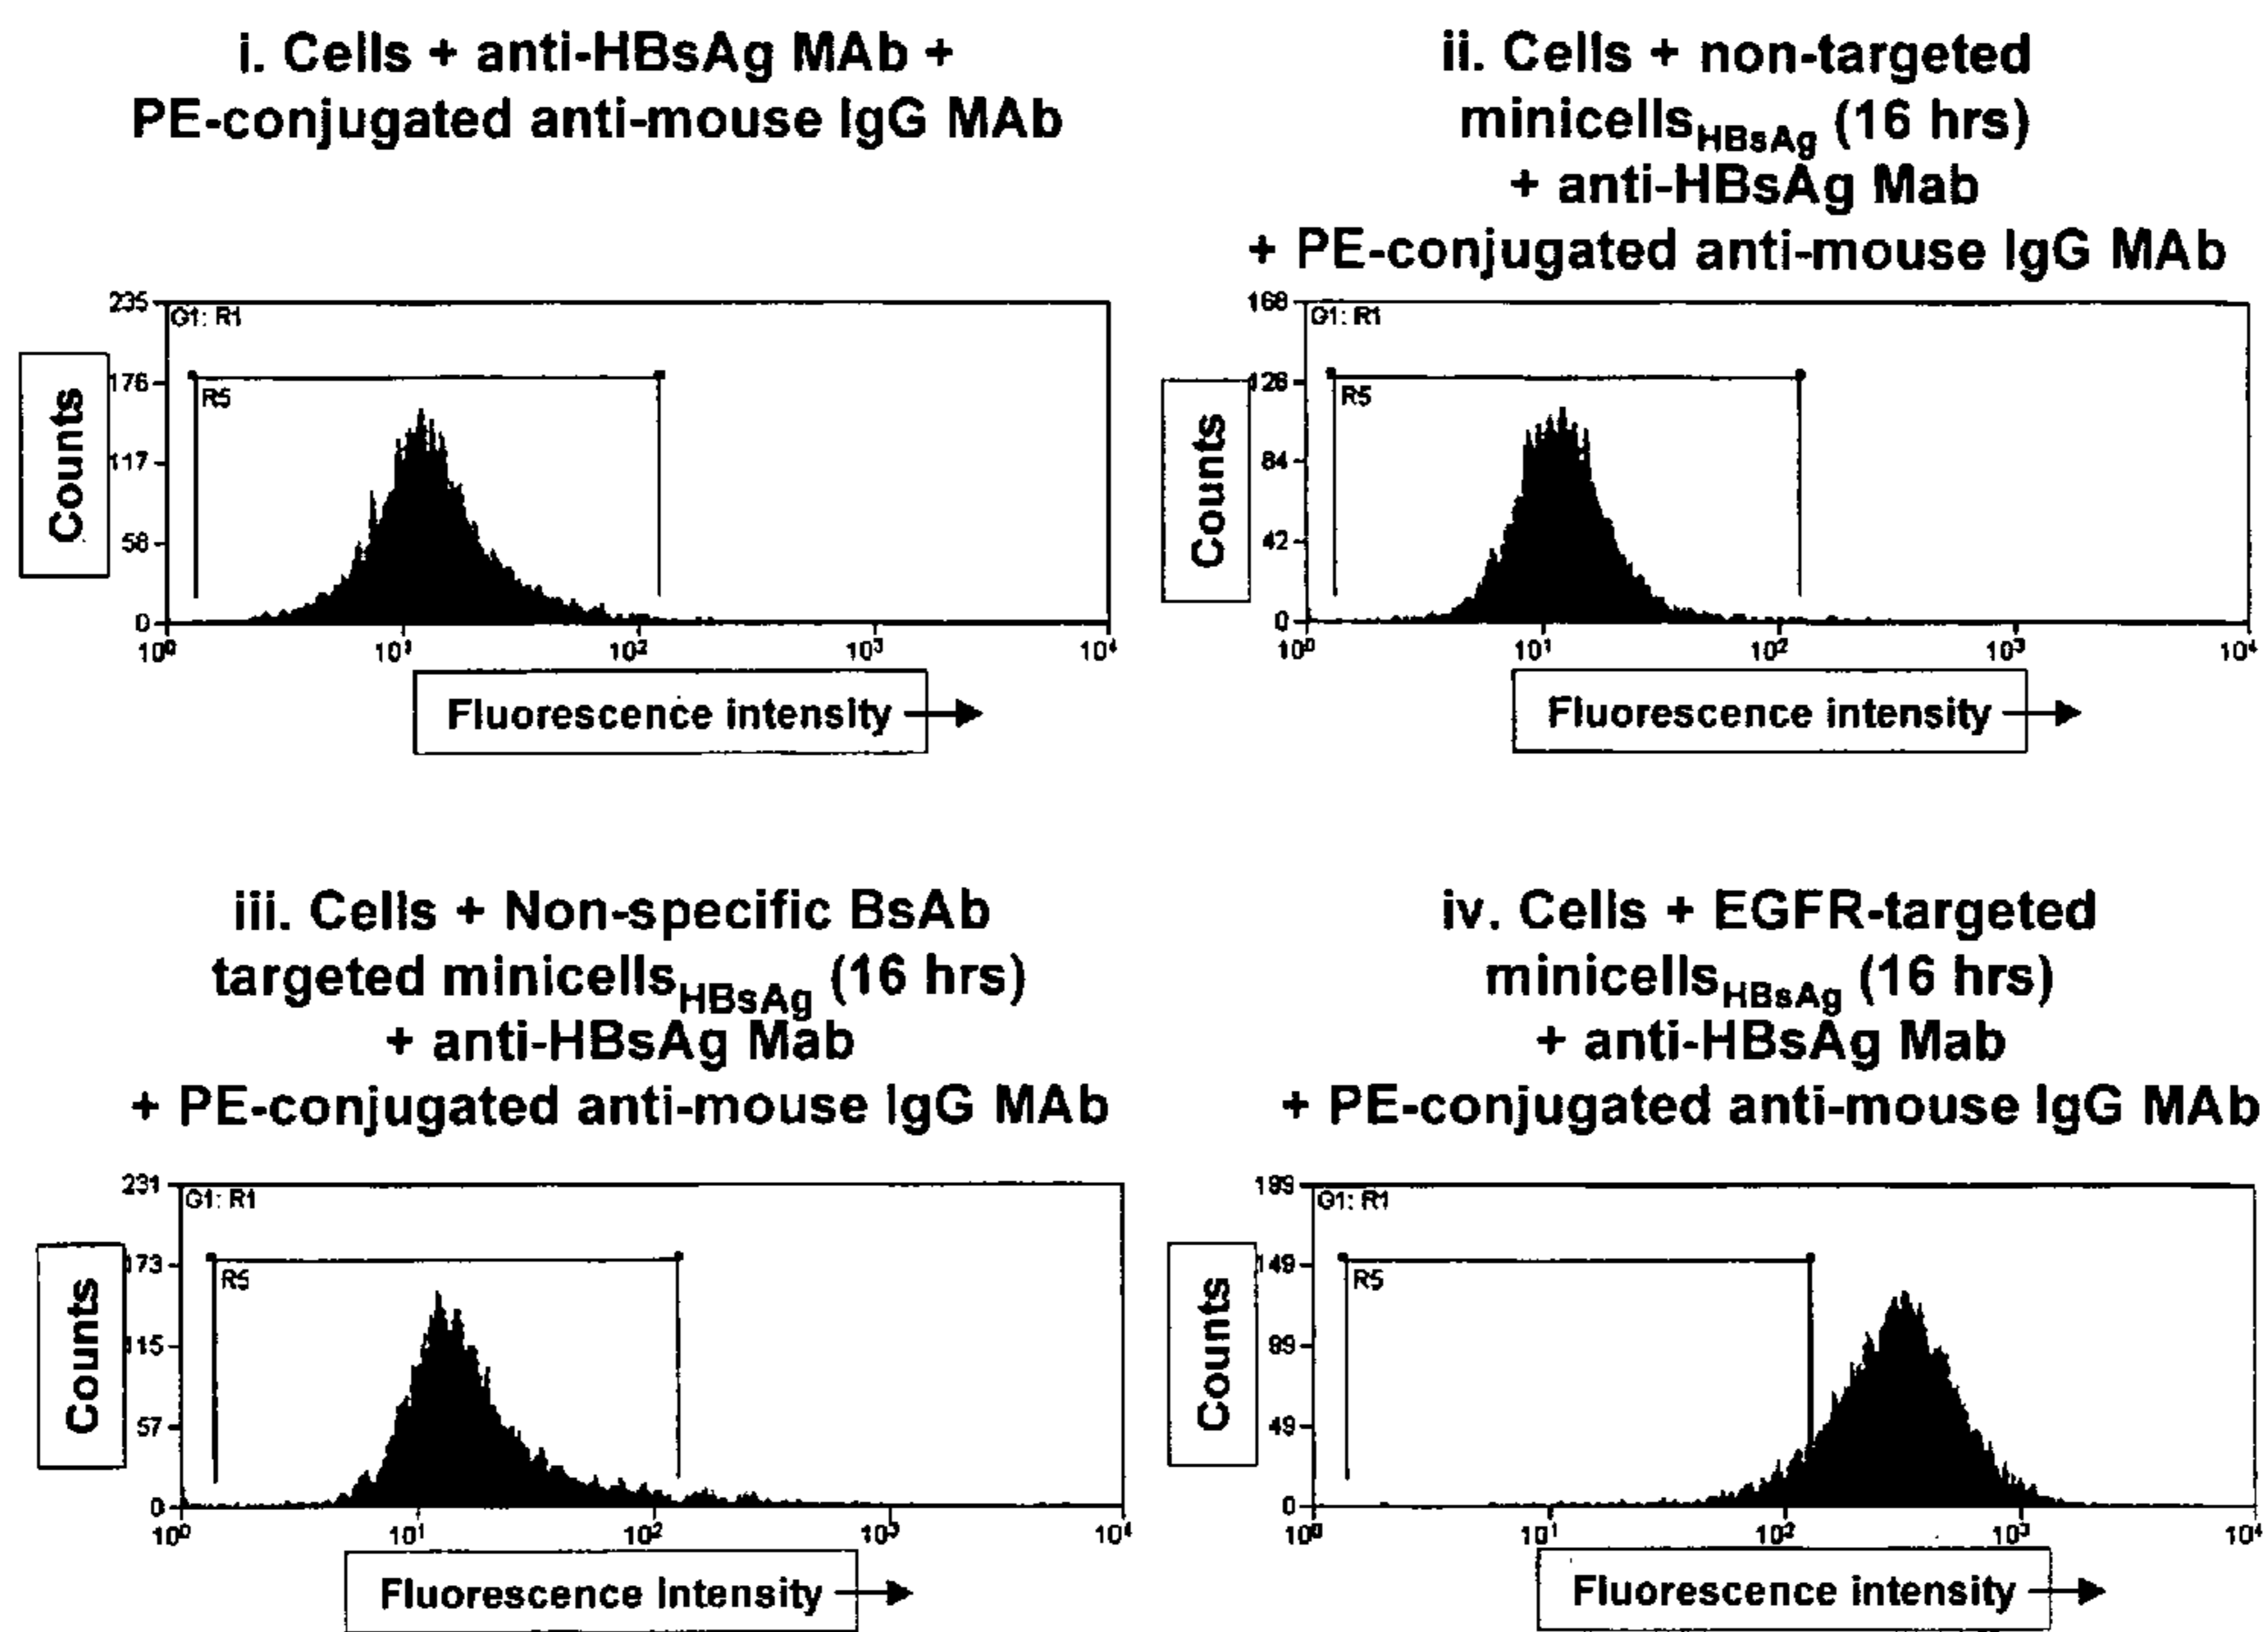 i. Cells + anti-HBsAg MAb +
PE-conjugated anti-mouse IgG MAb
235
G1: R1
176
R5
117
58
0
Counts
10⁰ 10¹ 10² 10³ 10⁴
Fluorescence intensity
ii. Cells + non-targeted
minicellsHBsAg (16 hrs)
+ anti-HBsAg Mab
+ PE-conjugated anti-mouse IgG MAb
168
G1: R1
126
R5
84
42
0
Counts
10⁰ 10¹ 10² 10³ 10⁴
Fluorescence intensity
iii. Cells + Non-specific BsAb
targeted minicellsHBsAg (16 hrs)
+ anti-HBsAg Mab
+ PE-conjugated anti-mouse IgG MAb
231
G1: R1
173
R5
115
57
0
Counts
10⁰ 10¹ 10² 10³ 10⁴
Fluorescence Intensity
iv. Cells + EGFR-targeted
minicellsHBsAg (16 hrs)
+ anti-HBsAg Mab
+ PE-conjugated anti-mouse IgG MAb
199
G1: R1
149
R5
99
49
0
Counts
10⁰ 10¹ 10² 10³ 10⁴
Fluorescence intensity